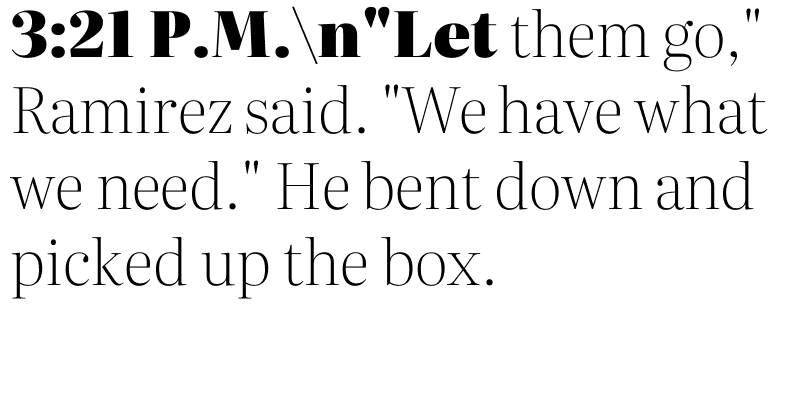 3:21 P.M.\n"Let them go,"
Ramirez said. "We have what
we need." He bent down and
picked up the box.